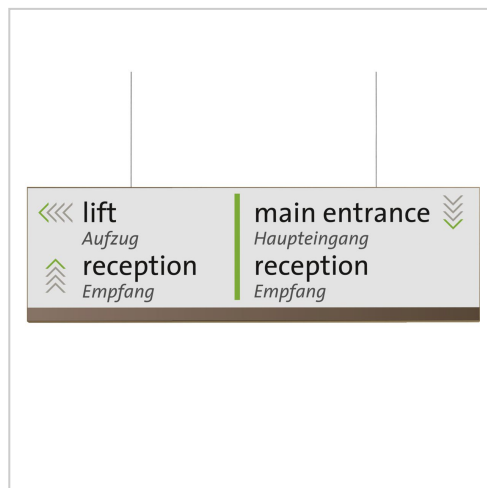 lift
Aufzug
reception
Empfang
main entrance
Haupteingang
reception
Empfang